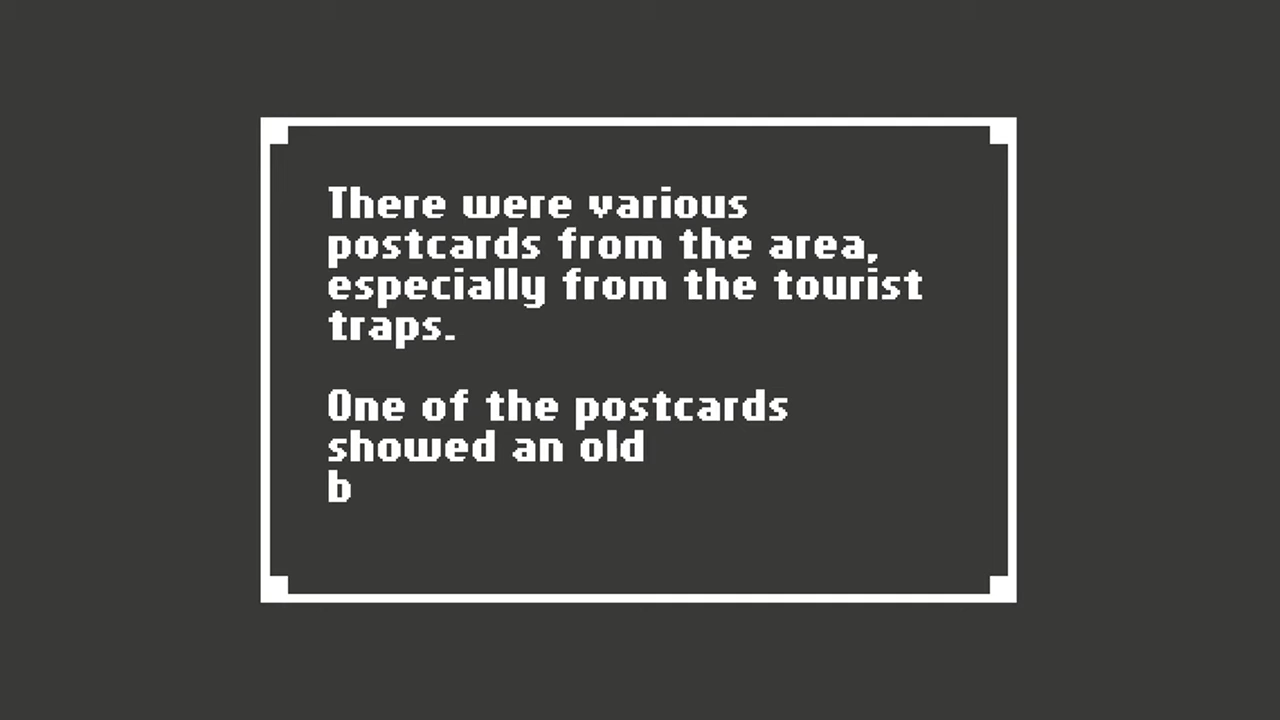 There were various
postcards from the area,
especially from the tourist
traps.
One of the postcards
showed an old
b